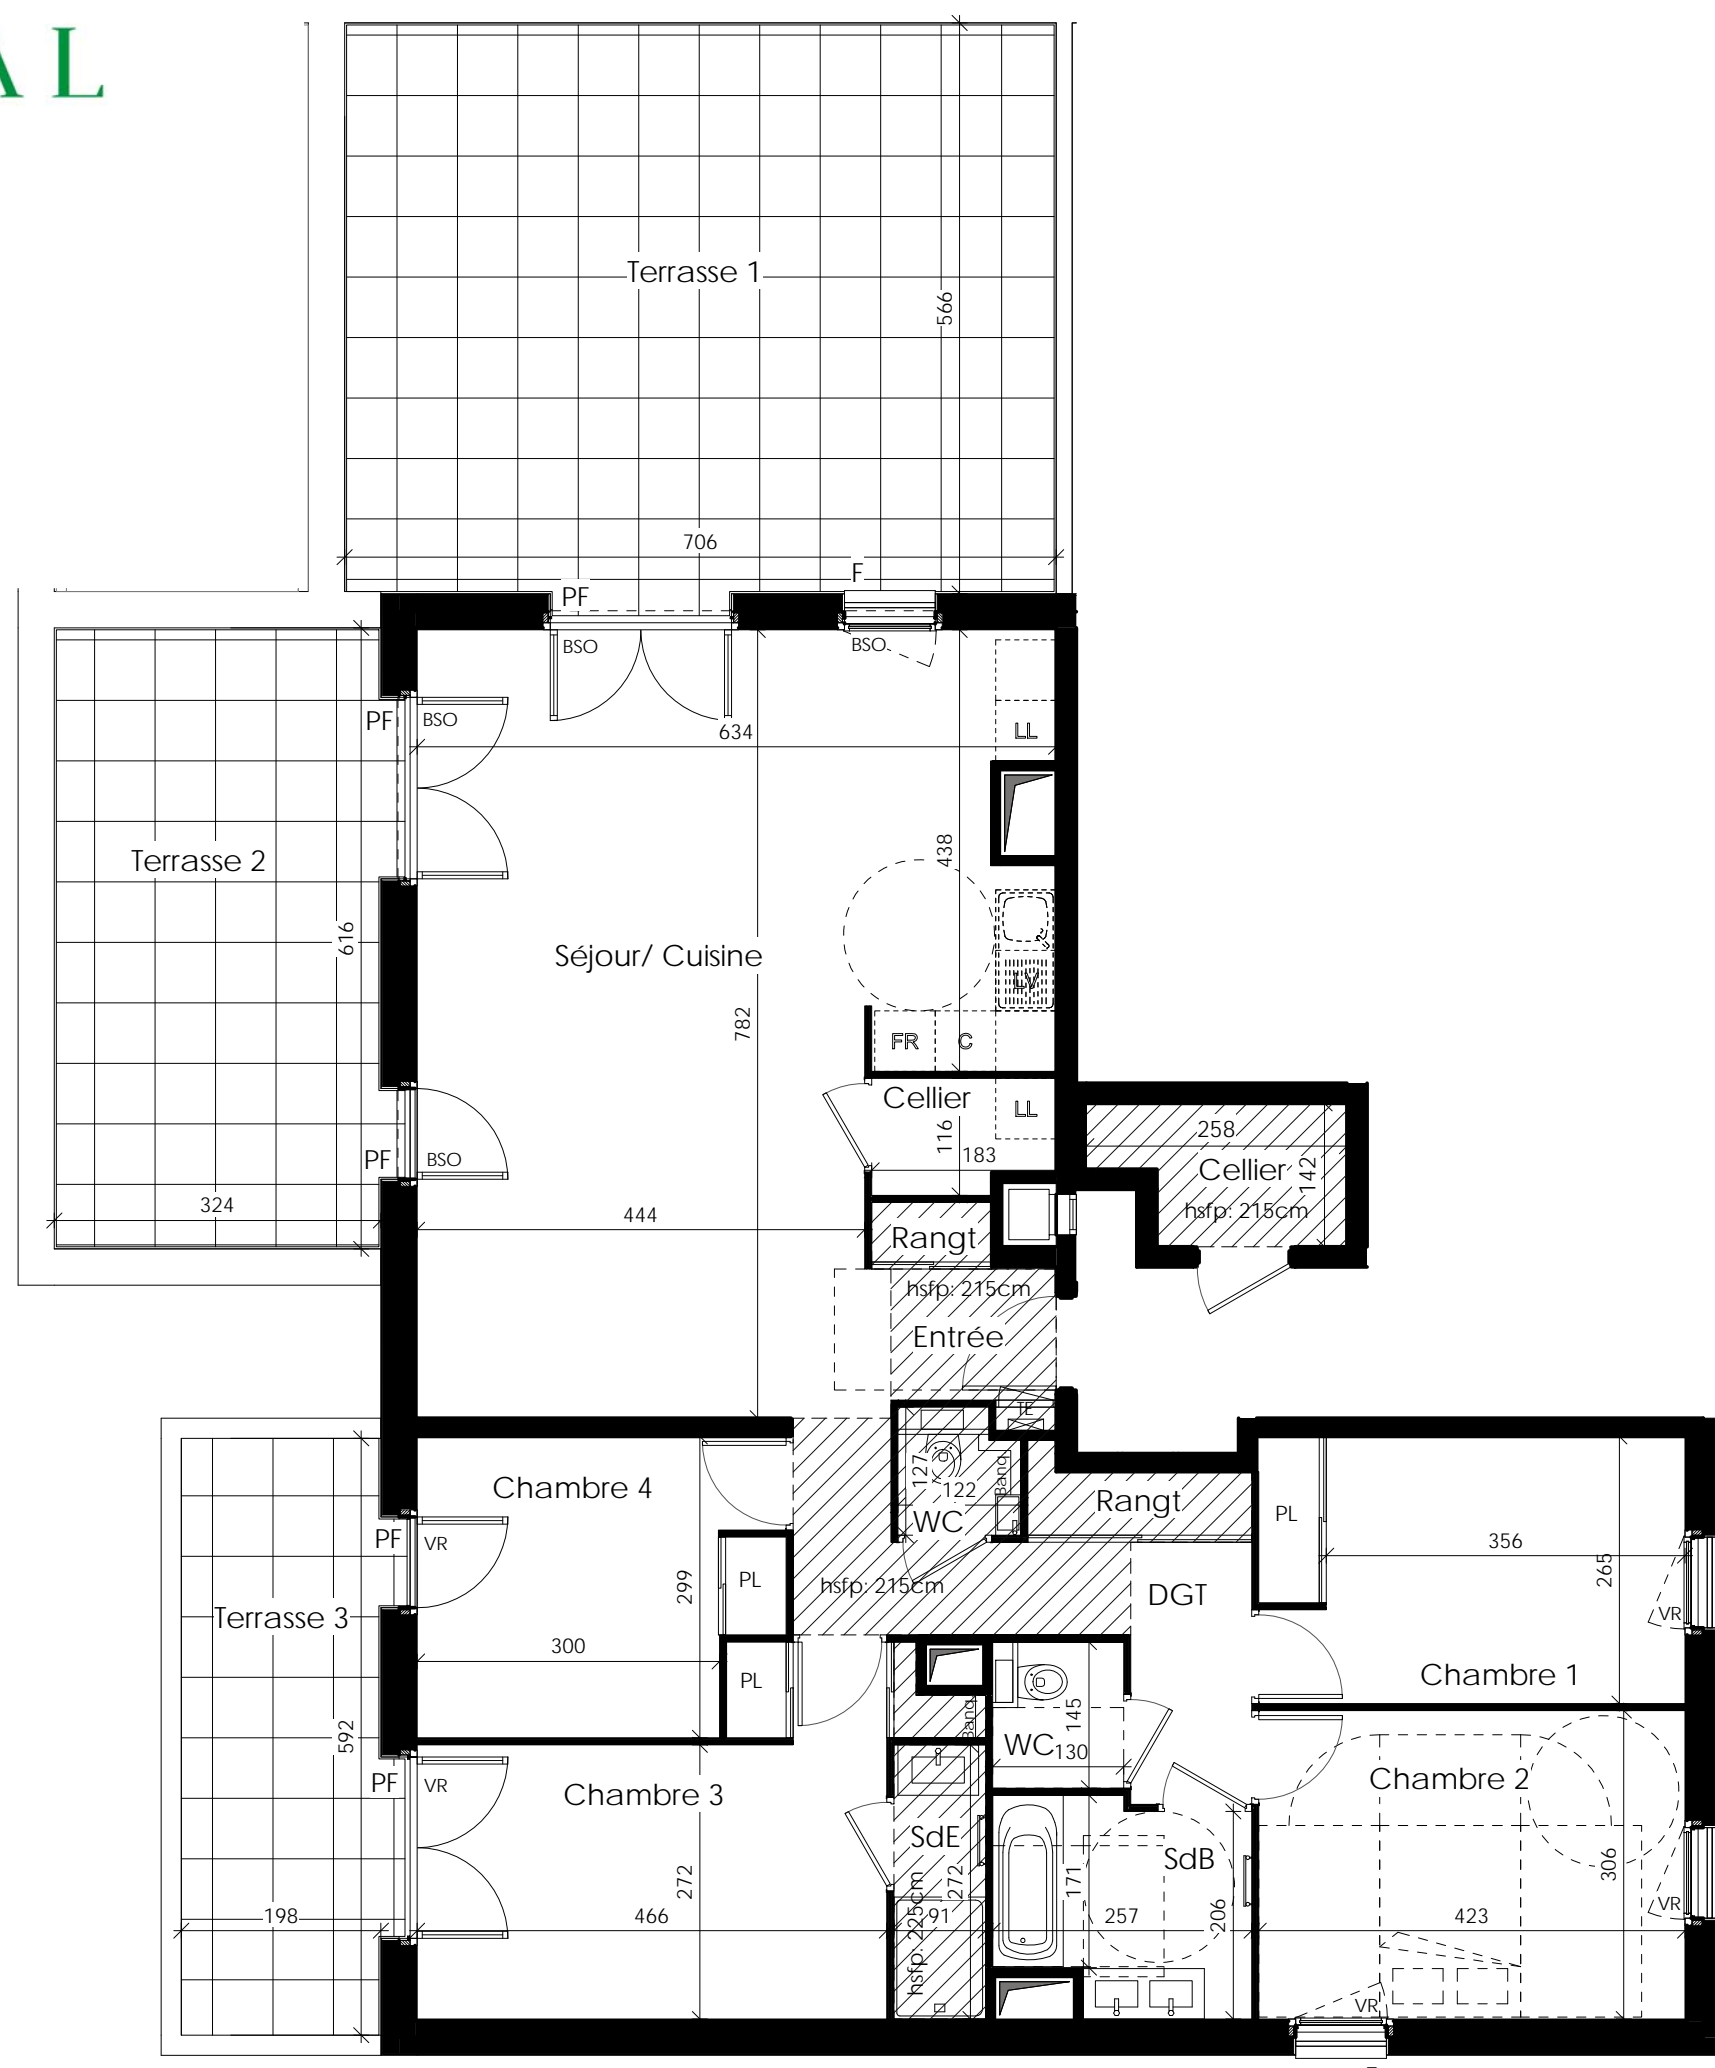 AL
Terrasse 1
566
706
F
PF
BSO
BSO
PF
BSO
634
LL
Terrasse 2
438
616
Séjour/ Cuisine
LV
782
FR
C
Cellier
LL
116
183
258
Cellier
142
hsfp: 215cm
PF
BSO
324
444
Rangt
hsfp: 215cm
Entrée
TE
Chambre 4
127
122
Banq
WC
Rangt
PL
356
265
PF
VR
299
PL
hsfp: 215cm
DGT
VR
Terrasse 3
300
PL
Chambre 1
592
Banq
145
WC
130
PF
VR
Chambre 3
Chambre 2
SdE
SdB
272
272
171
306
hsfp: 225cm
198
466
91
257
206
423
VR
VR